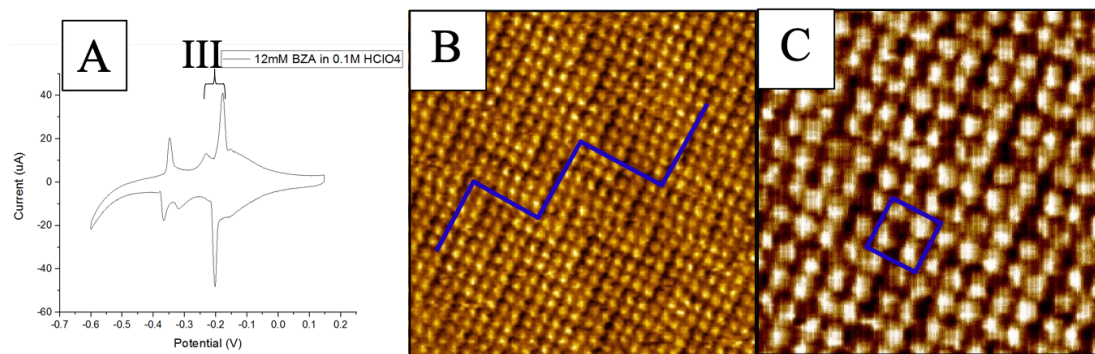 A
III
12mM BZA in 0.1M HClO4
40
20
0
-20
-40
-60
Current (uA)
-0.7 -0.6 -0.5 -0.4 -0.3 -0.2 -0.1 0.0 0.1 0.2
Potential (V)
B
C